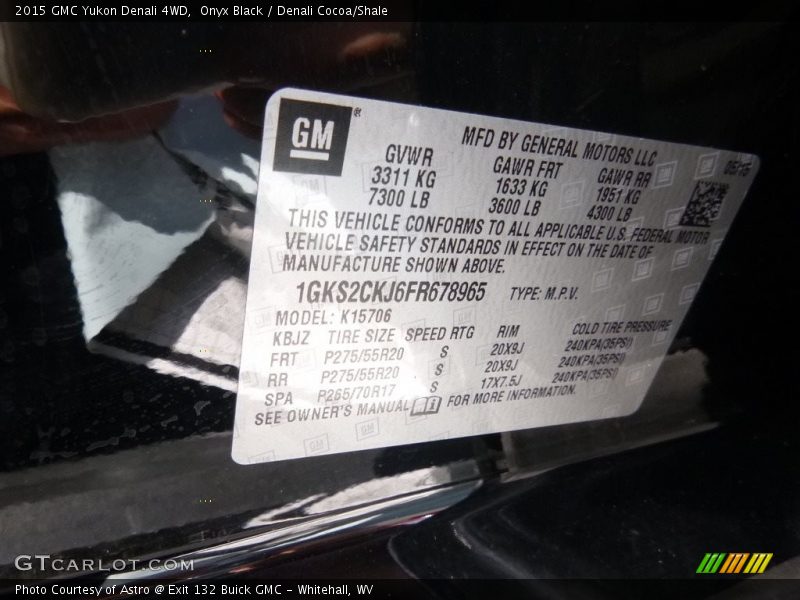 2015 GMC Yukon Denali 4WD,  Onyx Black / Denali Cocoa/Shale
GM®
MFD BY GENERAL MOTORS LLC
GVWR GAWR FRT GAWR RR
3311 KG 1633 KG 1951 KG
7300 LB 3600 LB 4300 LB
THIS VEHICLE CONFORMS TO ALL APPLICABLE U.S. FEDERAL MOTOR
VEHICLE SAFETY STANDARDS IN EFFECT ON THE DATE OF
MANUFACTURE SHOWN ABOVE.
1GKS2CKJ6FR678965 TYPE: M.P.V.
MODEL: K15706
KBJZ TIRE SIZE SPEED RTG RIM COLD TIRE PRESSURE
FRT P275/55R20 S 20X9J 240KPA(35PSI)
RR P275/55R20 S 20X9J 240KPA(35PSI)
SPA P265/70R17 S 17X7.5J 240KPA(35PSI)
SEE OWNER'S MANUAL FOR MORE INFORMATION.
GTCARLOT.COM
Photo Courtesy of Astro @ Exit 132 Buick GMC – Whitehall, WV